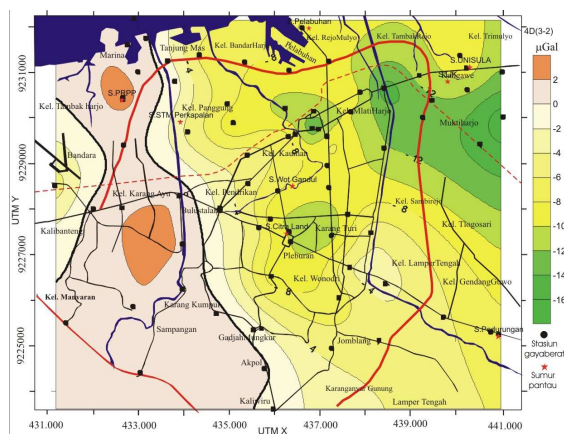 S.Pelabuhan
4D(3-2)
µGal
Marina
Tanjung Mas
Kel. BandarHarjo
Pelabuhan
Kel. RejoMulyo
Kel. TambakRejo
Kel. Trimulyo
S.UNISULA
S.PRPP
Kel. Tambak harjo
Kel. Panggung
S.STM Perkapalan
Kel.MlatiHarjo
Muktiharjo
Bandara
Kel. Kauman
Kel. Karang Ayu
Kel. Pendrikan
S.Wot Gandul
Kel. Sambirejo
Kalibanteng
Bulustalan
S.Citra Land
Karang Turi
Kel. Tlogosari
Pleburan
Kel. LamperTengah
Kel. Manyaran
Kel. Wonodri
Kel. GendangGuwo
Karang Kumpul
Sampangan
Gadjah Mungkur
Jomblang
S.Pedurungan
Akpol
Kaliwiru
Karanganyar Gunung
Lamper Tengah
2
0
-2
-4
-6
-8
-10
-12
-14
-16
Stasiun
gayaberat
Sumur
pantau
9231000
9229000
9227000
9225000
UTM Y
431.000
433.000
435.000
437.000
439.000
441.000
UTM X